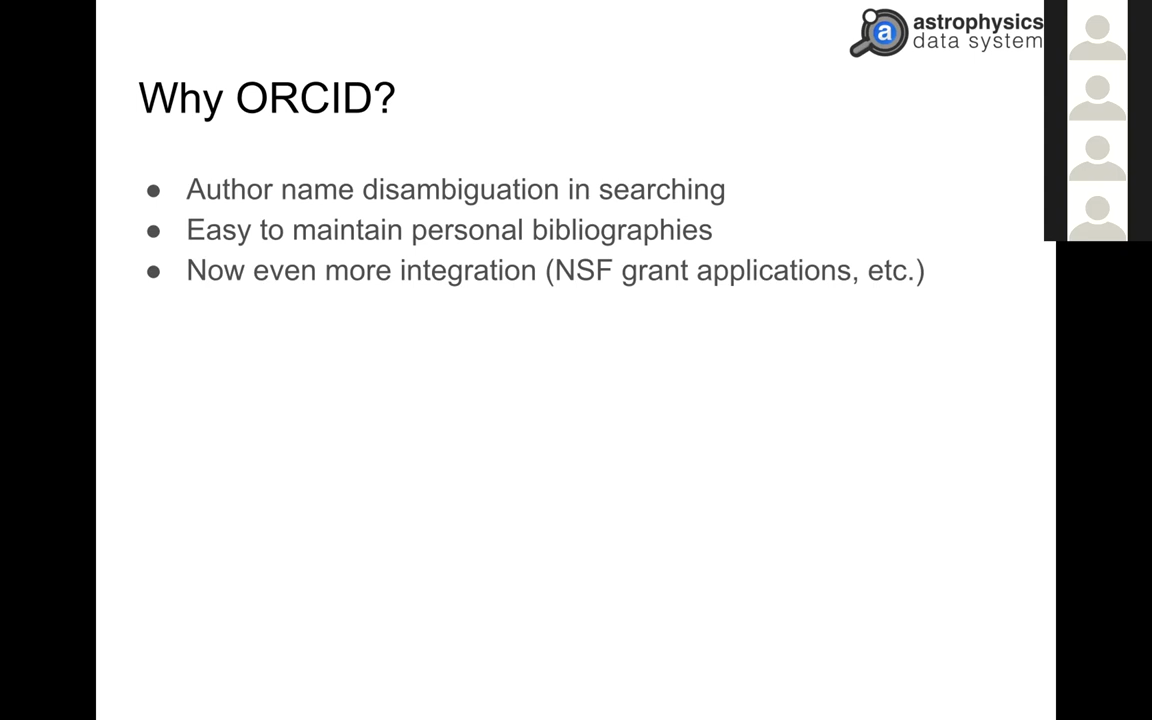 astrophysics
data system
Why ORCID?
● Author name disambiguation in searching
● Easy to maintain personal bibliographies
● Now even more integration (NSF grant applications, etc.)